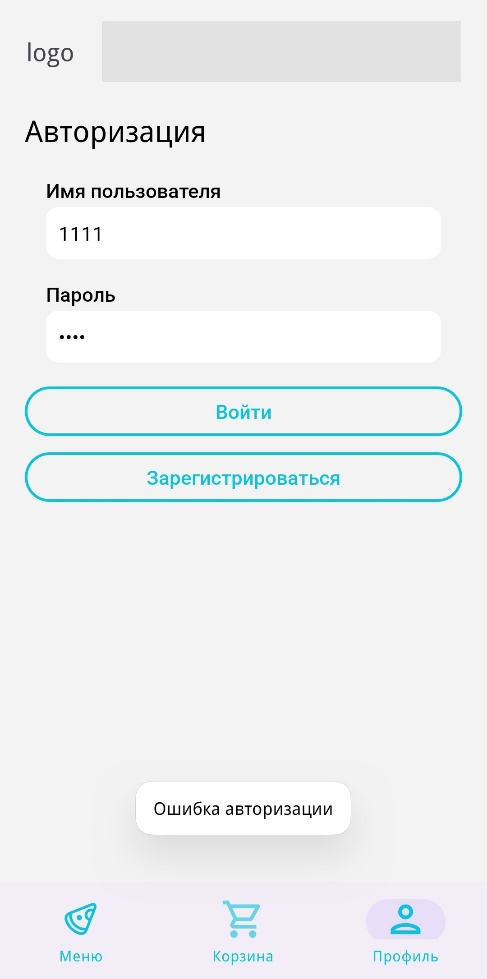 logo
Авторизация
Имя пользователя
1111
Пароль
••••
Войти
Зарегистрироваться
Ошибка авторизации
Меню
Корзина
Профиль